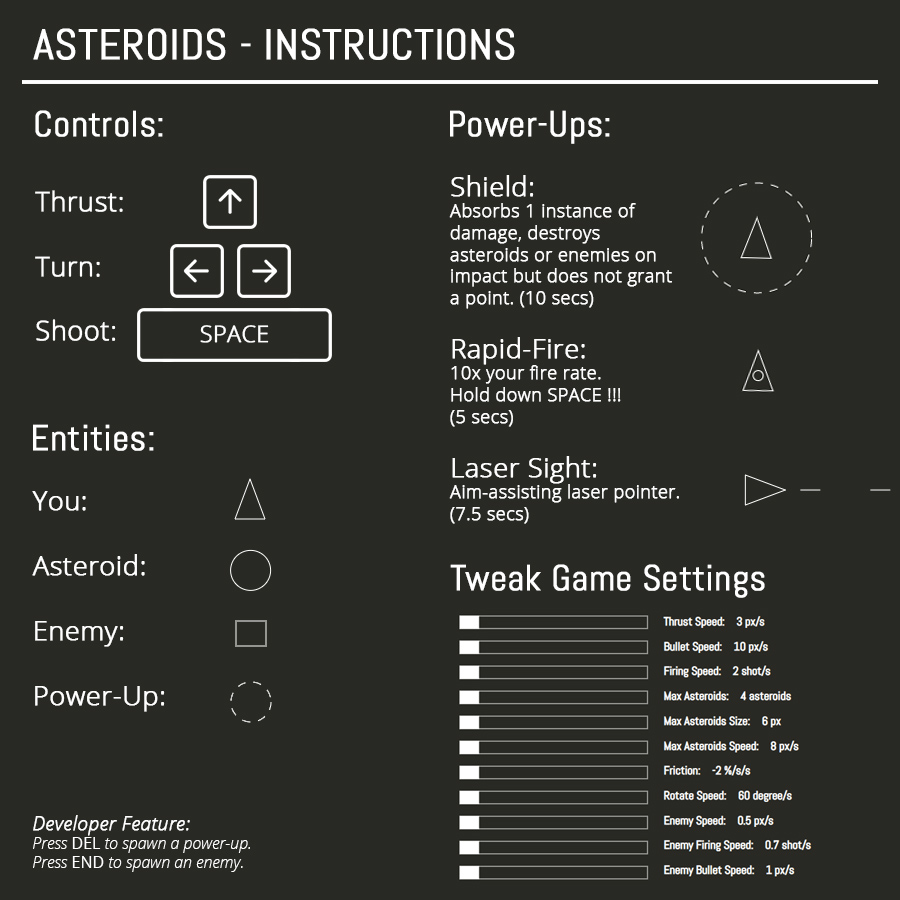 ASTEROIDS - INSTRUCTIONS
Controls:
Thrust:
Turn:
Shoot:
SPACE
Entities:
You:
Asteroid:
Enemy:
Power-Up:
Developer Feature:
Press DEL to spawn a power-up.
Press END to spawn an enemy.
Power-Ups:
Shield:
Absorbs 1 instance of
damage, destroys
asteroids or enemies on
impact but does not grant
a point. (10 secs)
Rapid-Fire:
10x your fire rate.
Hold down SPACE !!!
(5 secs)
Laser Sight:
Aim-assisting laser pointer.
(7.5 secs)
Tweak Game Settings
Thrust Speed: 3 px/s
Bullet Speed: 10 px/s
Firing Speed: 2 shot/s
Max Asteroids: 4 asteroids
Max Asteroids Size: 6 px
Max Asteroids Speed: 8 px/s
Friction: -2 %/s/s
Rotate Speed: 60 degree/s
Enemy Speed: 0.5 px/s
Enemy Firing Speed: 0.7 shot/s
Enemy Bullet Speed: 1 px/s